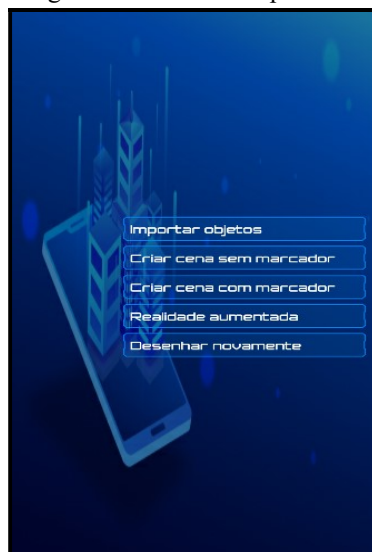 Importar objetos
Criar cena sem marcador
Criar cena com marcador
Realidade aumentada
Desenhar novamente